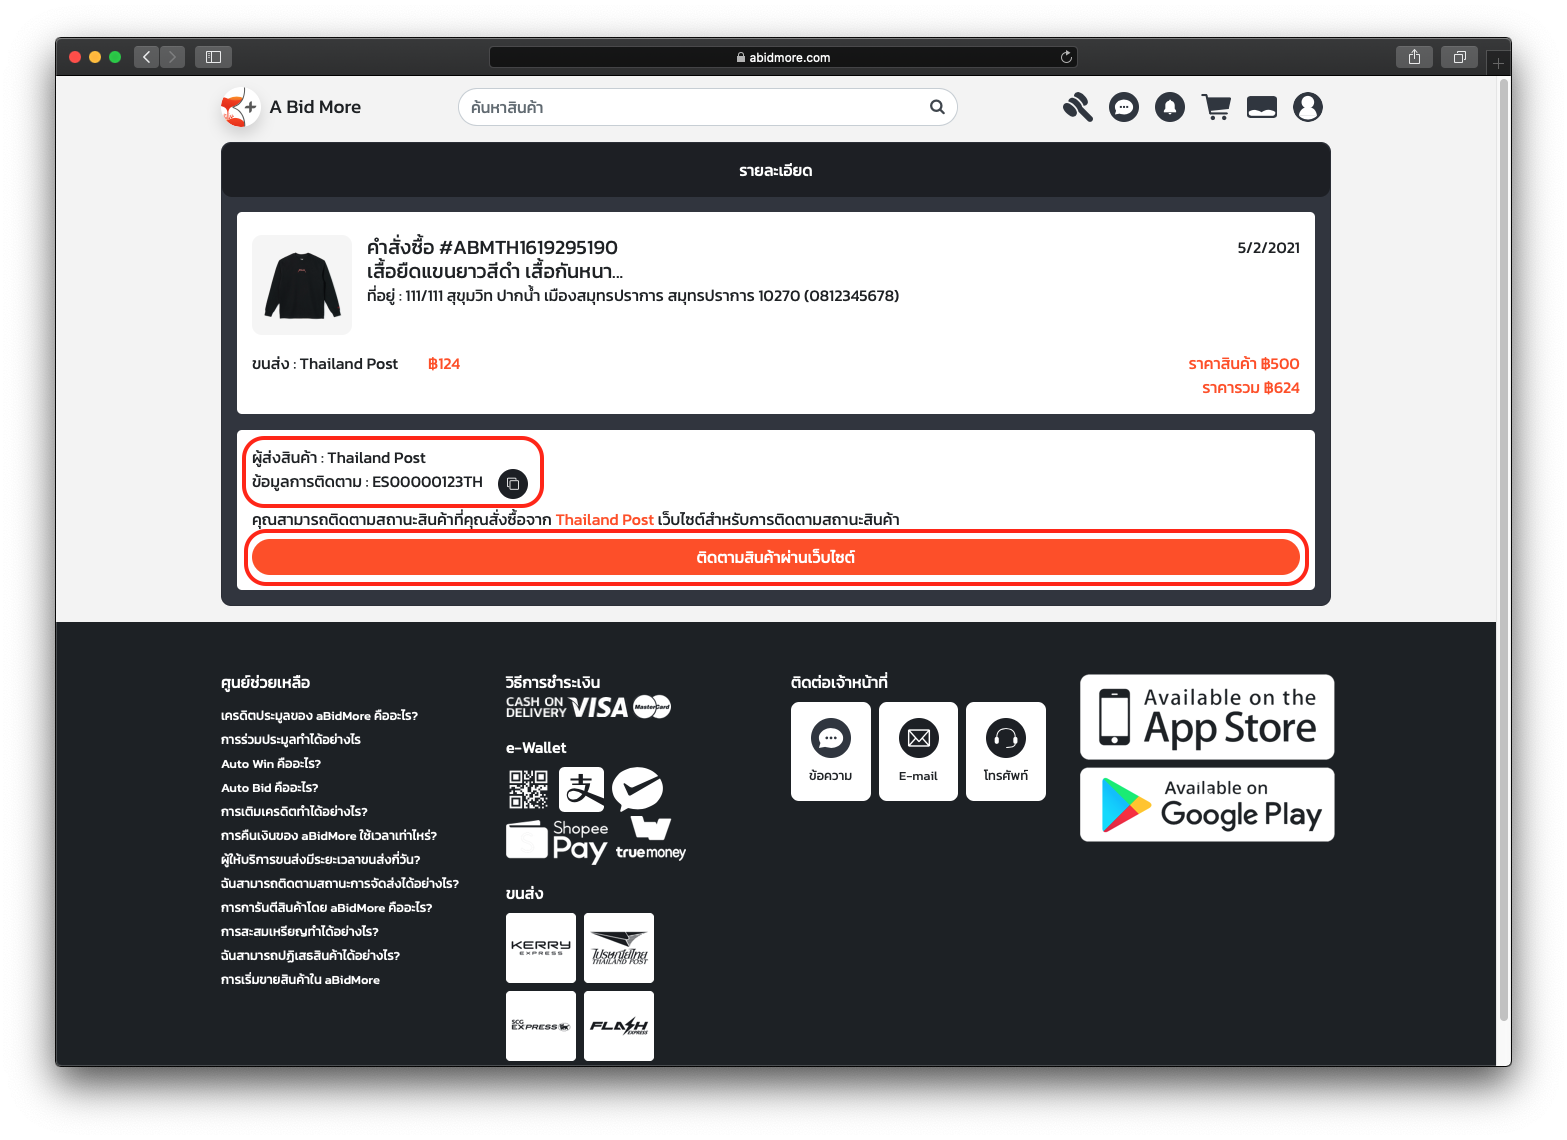 abidmore.com
A Bid More
ค้นหาสินค้า
รายละเอียด
คำสั่งซื้อ #ABMTH1619295190
5/2/2021
เสื้อยืดแขนยาวสีดำ เสื้อกันหนา...
ที่อยู่ : 111/111 สุขุมวิท ปากน้ำ เมืองสมุทรปราการ สมุทรปราการ 10270 (0812345678)
ขนส่ง : Thailand Post ฿124
ราคาสินค้า ฿500
ราคารวม ฿624
ผู้ส่งสินค้า : Thailand Post
ข้อมูลการติดตาม : ES00000123TH
คุณสามารถติดตามสถานะสินค้าที่คุณสั่งซื้อจาก Thailand Post เว็บไซต์สำหรับการติดตามสถานะสินค้า
ติดตามสินค้าผ่านเว็บไซต์
ศูนย์ช่วยเหลือ
เครดิตประมูลของ aBidMore คืออะไร?
การร่วมประมูลทำได้อย่างไร
Auto Win คืออะไร?
Auto Bid คืออะไร?
การเติมเครดิตทำได้อย่างไร?
การคืนเงินของ aBidMore ใช้เวลาเท่าไหร่?
ผู้ให้บริการขนส่งมีระยะเวลาขนส่งกี่วัน?
ฉันสามารถติดตามสถานะการจัดส่งได้อย่างไร?
การการันตีสินค้าโดย aBidMore คืออะไร?
การสะสมเหรียญทำได้อย่างไร?
ฉันสามารถปฏิเสธสินค้าได้อย่างไร?
การเริ่มขายสินค้าใน aBidMore
วิธีการชำระเงิน
CASH ON DELIVERY VISA MasterCard
e-Wallet
支
Shopee Pay
truemoney
ขนส่ง
KERRY EXPRESS
ไปรษณีย์ไทย
THAILAND POST
SCG EXPRESS
FLASH EXPRESS
ติดต่อเจ้าหน้าที่
ข้อความ
E-mail
โทรศัพท์
Available on the
App Store
Available on
Google Play